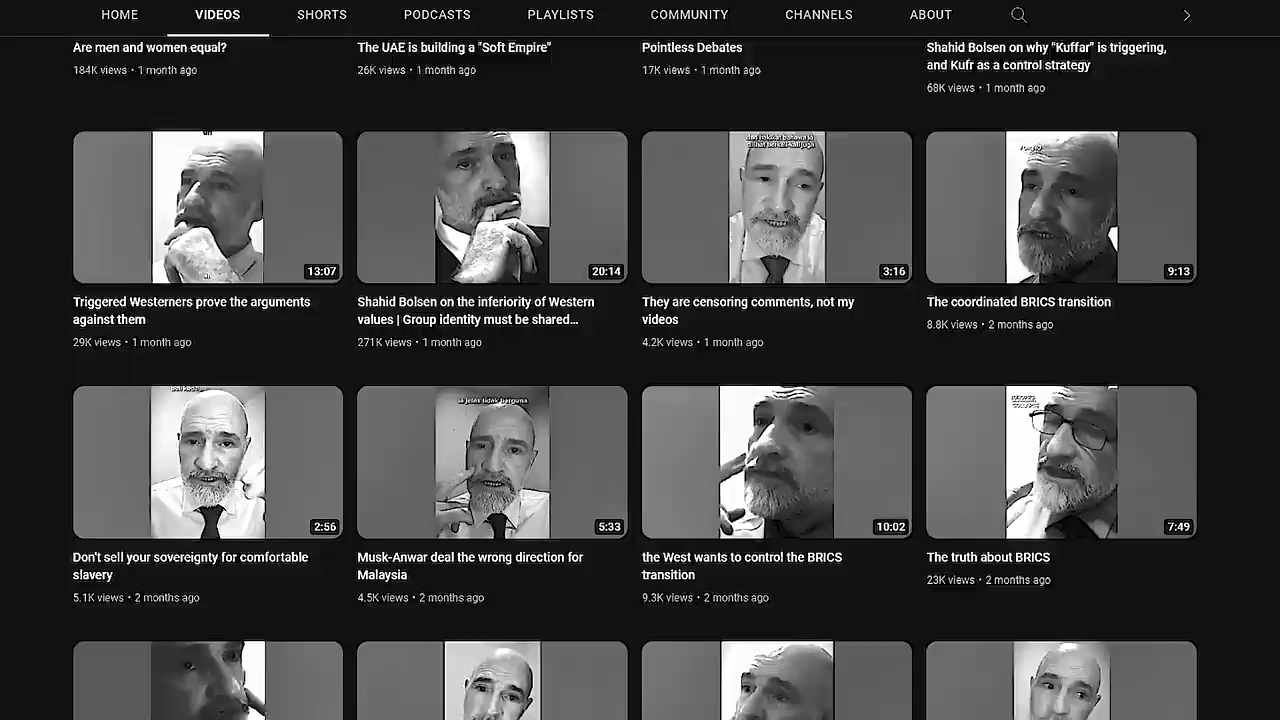 HOME VIDEOS SHORTS PODCASTS PLAYLISTS COMMUNITY CHANNELS ABOUT
Are men and women equal?
184K views • 1 month ago
The UAE is building a "Soft Empire"
26K views • 1 month ago
Pointless Debates
17K views • 1 month ago
Shahid Bolsen on why "Kuffar" is triggering,
and Kufr as a control strategy
68K views • 1 month ago
13:07
Triggered Westerners prove the arguments
against them
29K views • 1 month ago
20:14
Shahid Bolsen on the inferiority of Western
values | Group identity must be shared...
271K views • 1 month ago
dilihat berkali-kali juga
3:16
They are censoring comments, not my
videos
4.2K views • 1 month ago
9:13
The coordinated BRICS transition
8.8K views • 2 months ago
2:56
Don't sell your sovereignty for comfortable
slavery
5.1K views • 2 months ago
ia jelas tidak berguna
5:33
Musk-Anwar deal the wrong direction for
Malaysia
4.5K views • 2 months ago
10:02
the West wants to control the BRICS
transition
9.3K views • 2 months ago
7:49
The truth about BRICS
23K views • 2 months ago